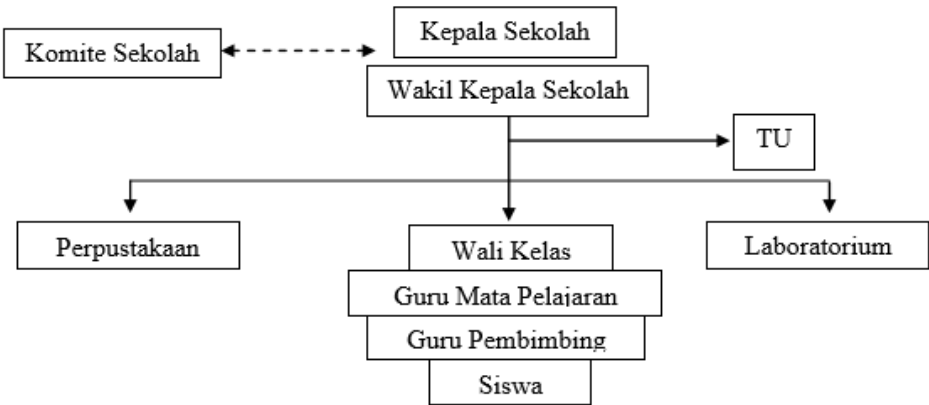 Kepala Sekolah
Komite Sekolah
Wakil Kepala Sekolah
TU
Perpustakaan
Wali Kelas
Laboratorium
Guru Mata Pelajaran
Guru Pembimbing
Siswa